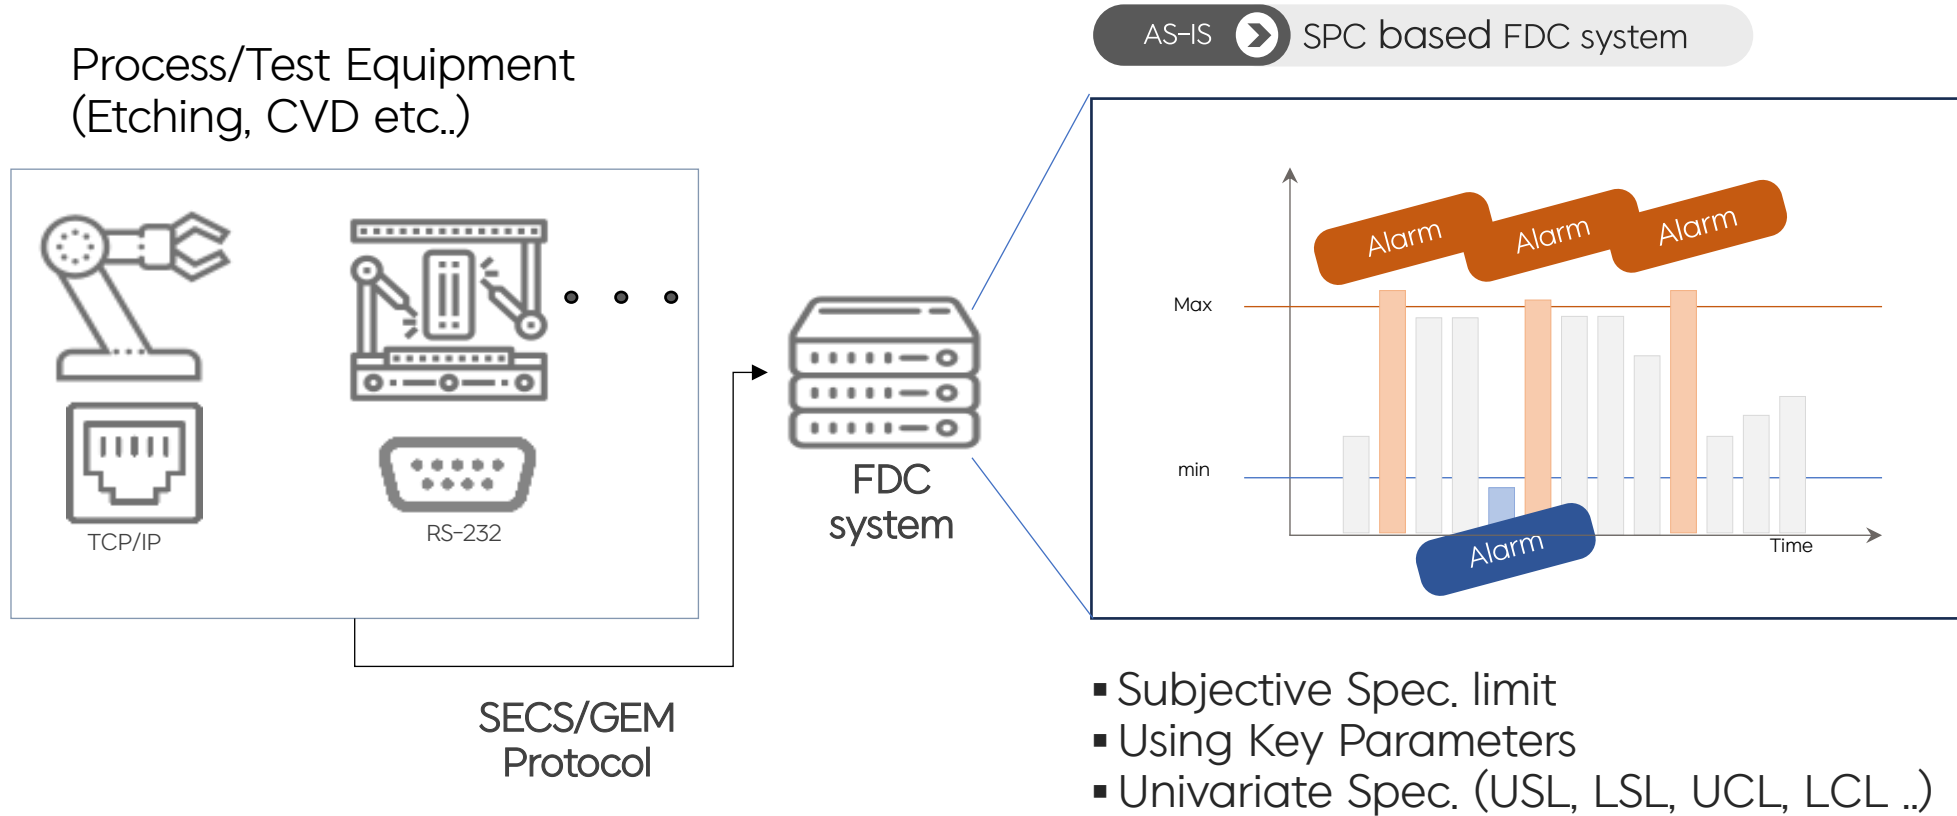 Process/Test Equipment
(Etching, CVD etc..)
TCP/IP
RS-232
SECS/GEM
Protocol
FDC
system
AS-IS
SPC based FDC system
Alarm
Alarm
Alarm
Max
min
Alarm
Time
▪ Subjective Spec. limit
▪ Using Key Parameters
▪ Univariate Spec. (USL, LSL, UCL, LCL ..)